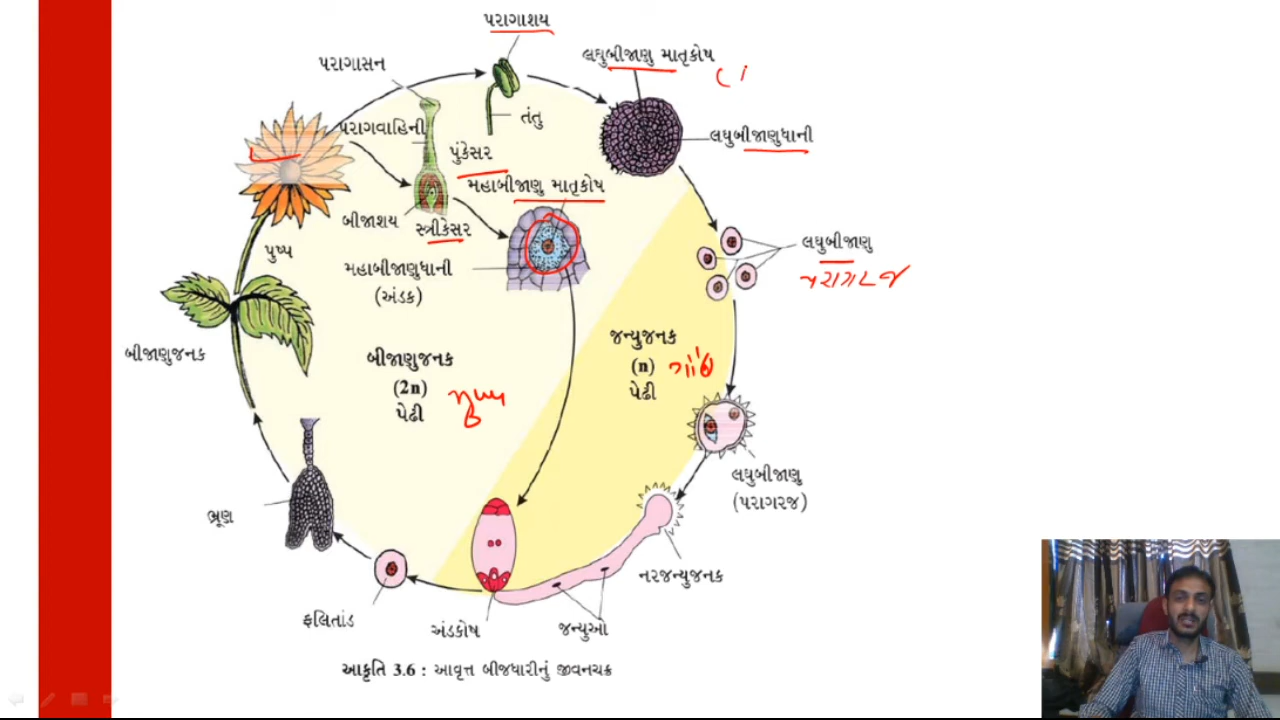 પરાગાશય
લઘુબીજાણુ માતૃકોષ
પરાગાસન
તંતુ
પરાગવાહિની
લઘુબીજાણુધાની
પુંકેસર
મહાબીજાણુ માતૃકોષ
બીજાશય
સ્ત્રીકેસર
લઘુબીજાણુ
પરાગરજ
પુષ્પ
મહાબીજાણુધાની
(અંડક)
જન્યુજનક
(n)
પેઢી
બીજાણુજનક
બીજાણુજનક
(2n)
પેઢી
મુખ્ય
લઘુબીજાણુ
(પરાગરજ)
ભ્રૂણ
નરજન્યુજનક
ફલિતાંડ
અંડકોષ
જન્યુઓ
આકૃતિ 3.6 : આવૃત્ત બીજધારીનું જીવનચક્ર